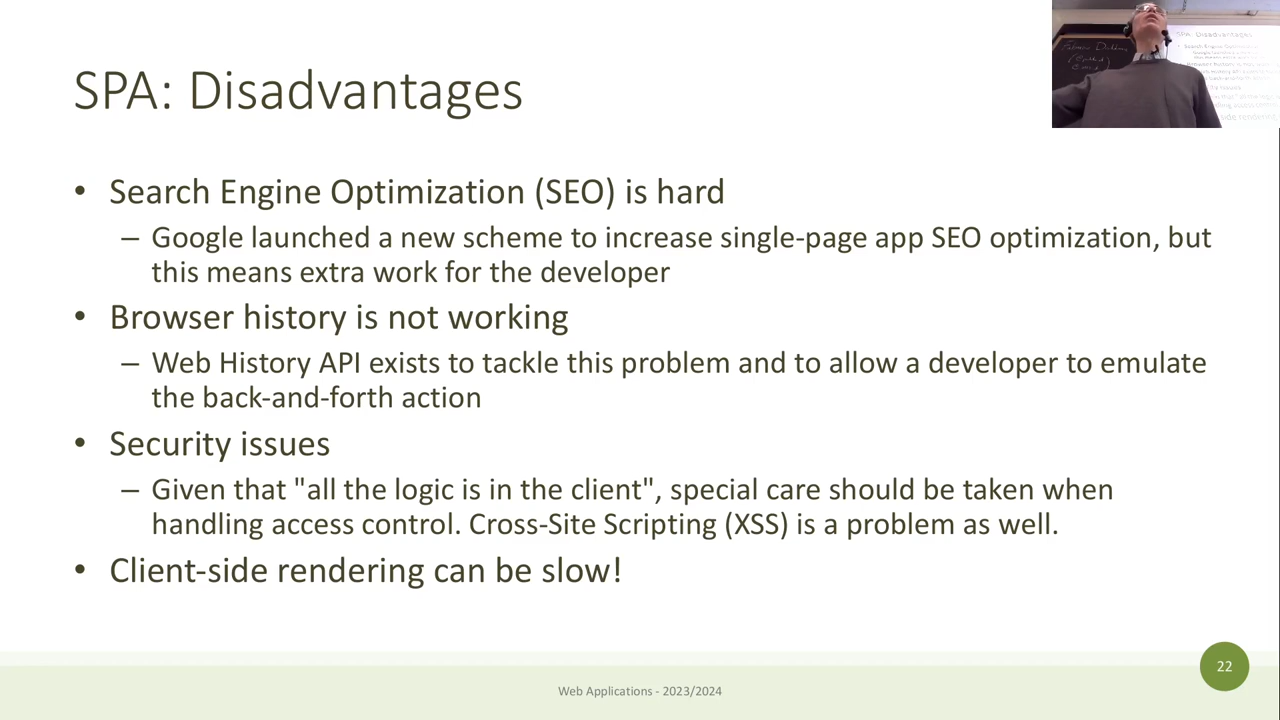 SPA: Disadvantages
• Search Engine Optimization (SEO) is hard
– Google launched a new scheme to increase single-page app SEO optimization, but
this means extra work for the developer
• Browser history is not working
– Web History API exists to tackle this problem and to allow a developer to emulate
the back-and-forth action
• Security issues
– Given that "all the logic is in the client", special care should be taken when
handling access control. Cross-Site Scripting (XSS) is a problem as well.
• Client-side rendering can be slow!
Web Applications - 2023/2024
22
SPA: Disadvantages